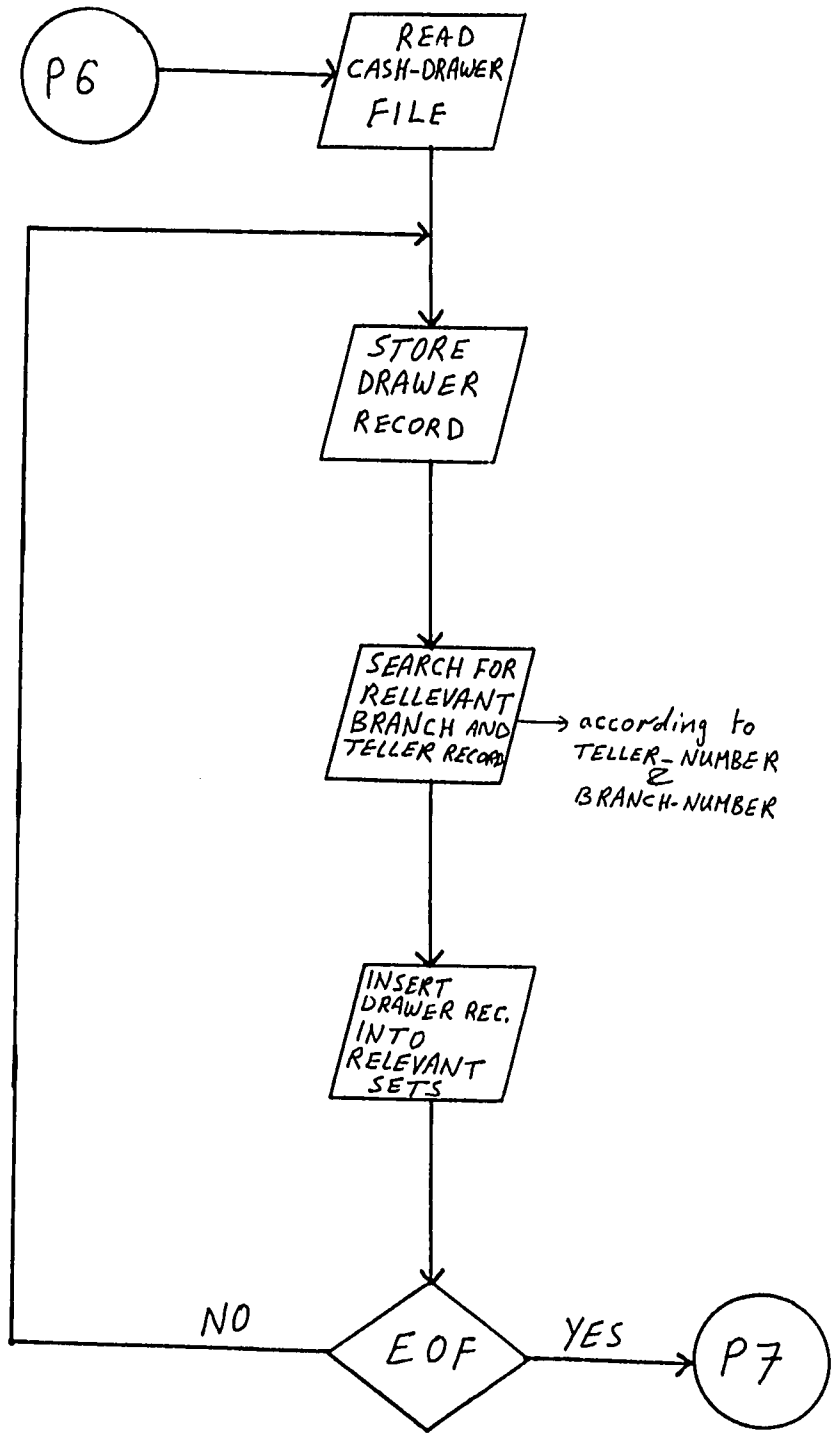 P6
READ
CASH-DRAWER
FILE
STORE
DRAWER
RECORD
SEARCH FOR
RELLEVANT
BRANCH AND
TELLER RECORD
according to
TELLER-NUMBER
&
BRANCH-NUMBER
INSERT
DRAWER REC.
INTO
RELEVANT
SETS
NO
EOF
YES
P7